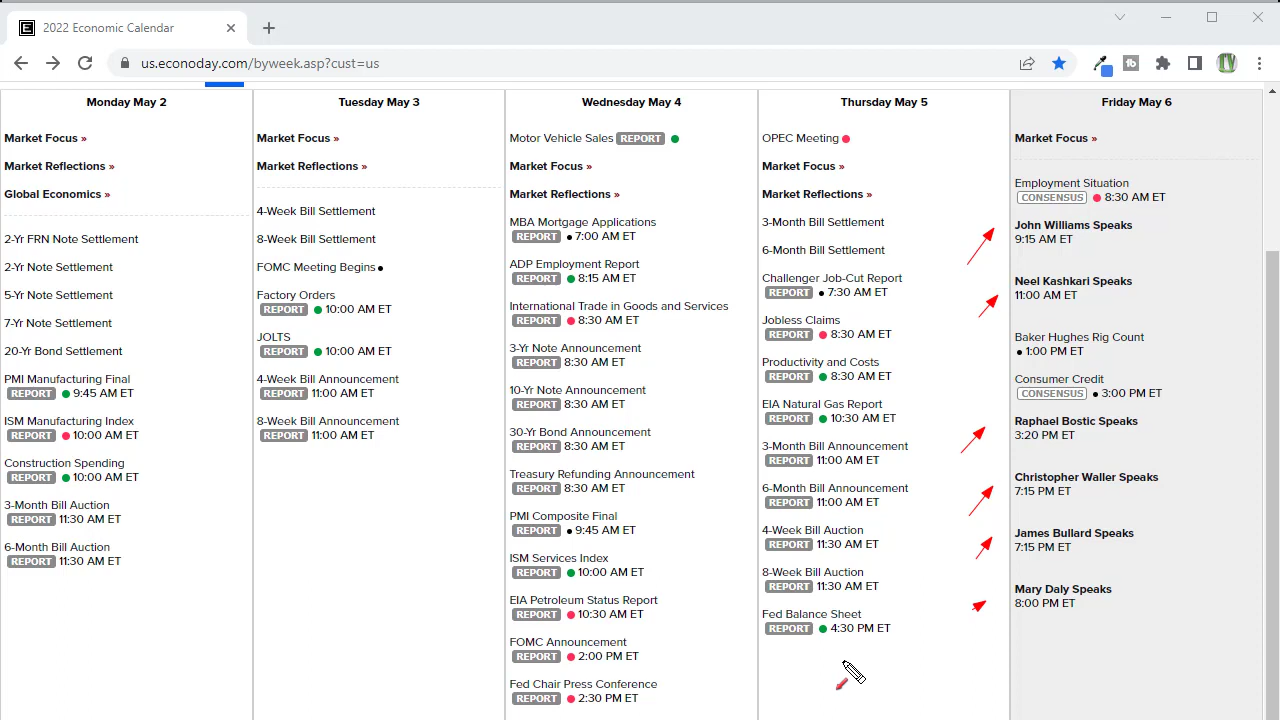 2022 Economic Calendar
us.econoday.com/byweek.asp?cust=us
Monday May 2
Market Focus »
Market Reflections »
Global Economics »
2-Yr FRN Note Settlement
2-Yr Note Settlement
5-Yr Note Settlement
7-Yr Note Settlement
20-Yr Bond Settlement
PMI Manufacturing Final
REPORT 9:45 AM ET
ISM Manufacturing Index
REPORT 10:00 AM ET
Construction Spending
REPORT 10:00 AM ET
3-Month Bill Auction
REPORT 11:30 AM ET
6-Month Bill Auction
REPORT 11:30 AM ET
Tuesday May 3
Market Focus »
Market Reflections »
4-Week Bill Settlement
8-Week Bill Settlement
FOMC Meeting Begins
Factory Orders
REPORT 10:00 AM ET
JOLTS
REPORT 10:00 AM ET
4-Week Bill Announcement
REPORT 11:00 AM ET
8-Week Bill Announcement
REPORT 11:00 AM ET
Wednesday May 4
Motor Vehicle Sales REPORT
Market Focus »
Market Reflections »
MBA Mortgage Applications
REPORT 7:00 AM ET
ADP Employment Report
REPORT 8:15 AM ET
International Trade in Goods and Services
REPORT 8:30 AM ET
3-Yr Note Announcement
REPORT 8:30 AM ET
10-Yr Note Announcement
REPORT 8:30 AM ET
30-Yr Bond Announcement
REPORT 8:30 AM ET
Treasury Refunding Announcement
REPORT 8:30 AM ET
PMI Composite Final
REPORT 9:45 AM ET
ISM Services Index
REPORT 10:00 AM ET
EIA Petroleum Status Report
REPORT 10:30 AM ET
FOMC Announcement
REPORT 2:00 PM ET
Fed Chair Press Conference
REPORT 2:30 PM ET
Thursday May 5
OPEC Meeting
Market Focus »
Market Reflections »
3-Month Bill Settlement
6-Month Bill Settlement
Challenger Job-Cut Report
REPORT 7:30 AM ET
Jobless Claims
REPORT 8:30 AM ET
Productivity and Costs
REPORT 8:30 AM ET
EIA Natural Gas Report
REPORT 10:30 AM ET
3-Month Bill Announcement
REPORT 11:00 AM ET
6-Month Bill Announcement
REPORT 11:00 AM ET
4-Week Bill Auction
REPORT 11:30 AM ET
8-Week Bill Auction
REPORT 11:30 AM ET
Fed Balance Sheet
REPORT 4:30 PM ET
Friday May 6
Market Focus »
Employment Situation
CONSENSUS 8:30 AM ET
John Williams Speaks
9:15 AM ET
Neel Kashkari Speaks
11:00 AM ET
Baker Hughes Rig Count
1:00 PM ET
Consumer Credit
CONSENSUS 3:00 PM ET
Raphael Bostic Speaks
3:20 PM ET
Christopher Waller Speaks
7:15 PM ET
James Bullard Speaks
7:15 PM ET
Mary Daly Speaks
8:00 PM ET